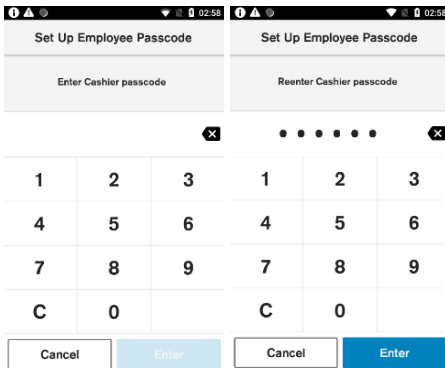 02:58
Set Up Employee Passcode
Enter Cashier passcode
1 2 3
4 5 6
7 8 9
C 0
Cancel Enter
02:58
Set Up Employee Passcode
Reenter Cashier passcode
1 2 3
4 5 6
7 8 9
C 0
Cancel Enter